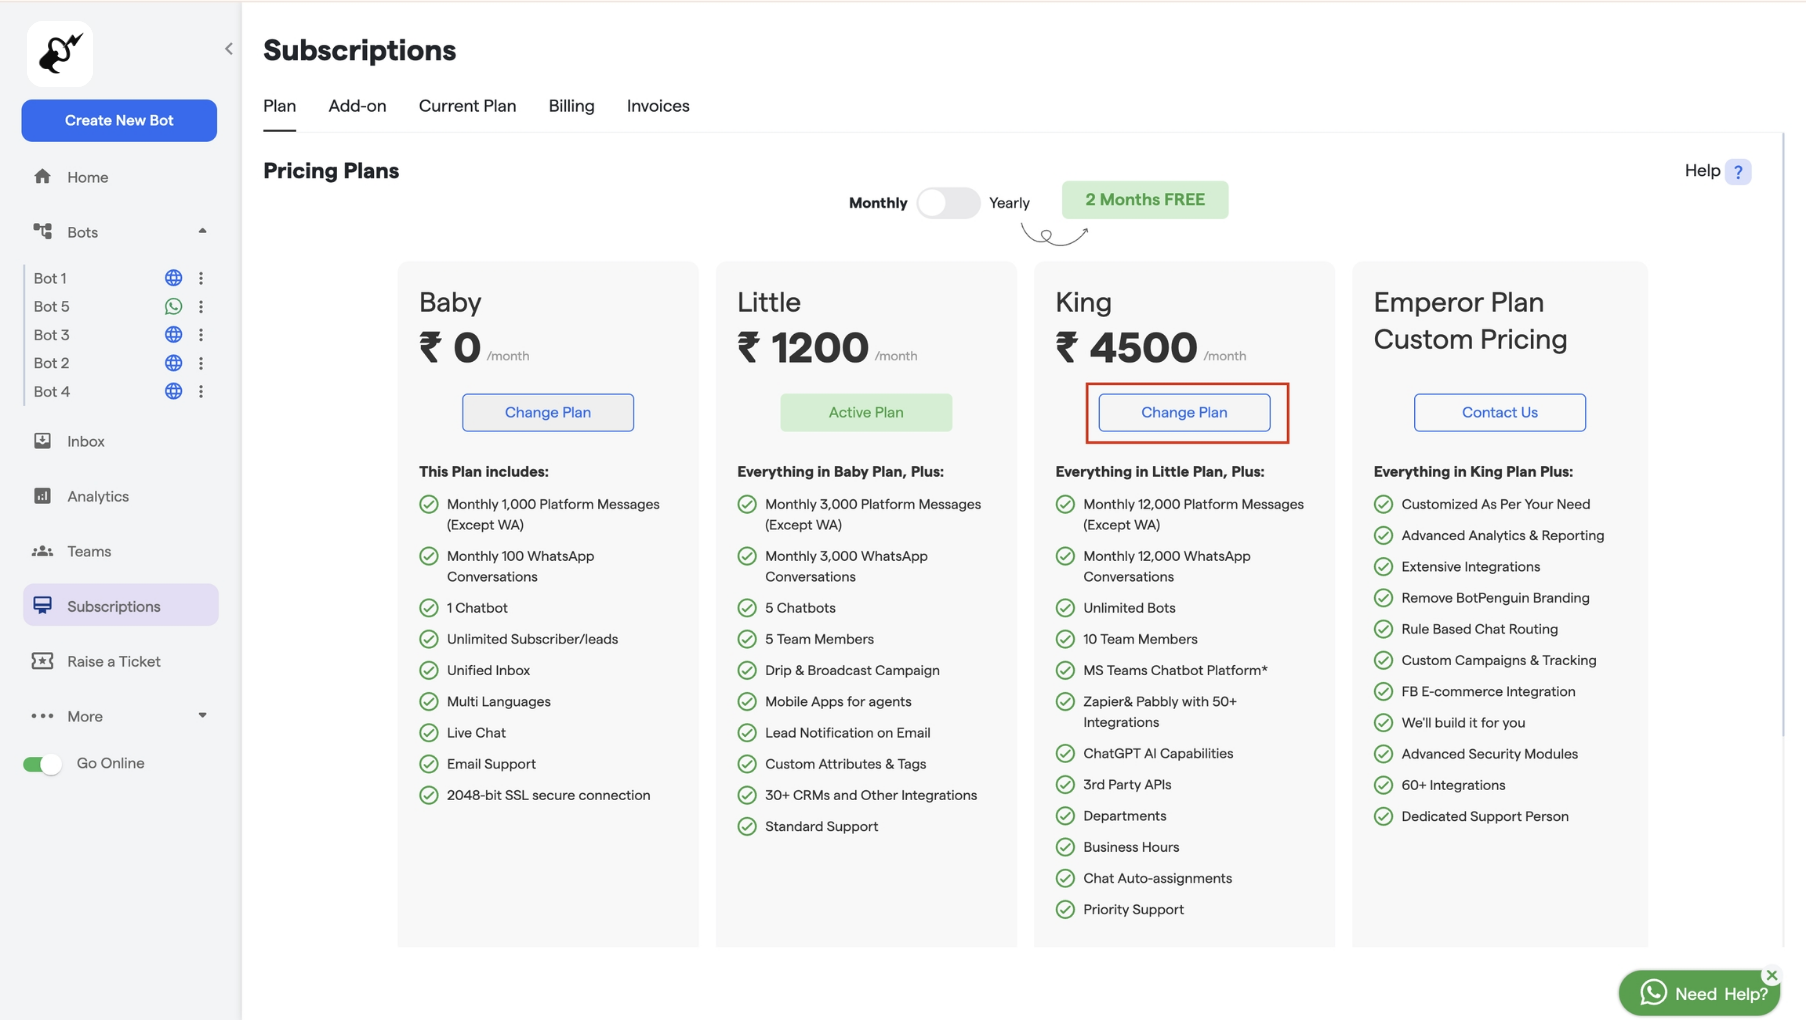 Create New Bot
Home
Bots
Bot 1
Bot 5
Bot 3
Bot 2
Bot 4
Inbox
Analytics
Teams
Subscriptions
Raise a Ticket
More
Go Online
Subscriptions
Plan Add-on Current Plan Billing Invoices
Pricing Plans
Help ?
Monthly Yearly 2 Months FREE
Baby
₹ 0 /month
Change Plan
This Plan includes:
Monthly 1,000 Platform Messages
(Except WA)
Monthly 100 WhatsApp
Conversations
1 Chatbot
Unlimited Subscriber/leads
Unified Inbox
Multi Languages
Live Chat
Email Support
2048-bit SSL secure connection
Little
₹ 1200 /month
Active Plan
Everything in Baby Plan, Plus:
Monthly 3,000 Platform Messages
(Except WA)
Monthly 3,000 WhatsApp
Conversations
5 Chatbots
5 Team Members
Drip & Broadcast Campaign
Mobile Apps for agents
Lead Notification on Email
Custom Attributes & Tags
30+ CRMs and Other Integrations
Standard Support
King
₹ 4500 /month
Change Plan
Everything in Little Plan, Plus:
Monthly 12,000 Platform Messages
(Except WA)
Monthly 12,000 WhatsApp
Conversations
Unlimited Bots
10 Team Members
MS Teams Chatbot Platform*
Zapier& Pabbly with 50+
Integrations
ChatGPT AI Capabilities
3rd Party APIs
Departments
Business Hours
Chat Auto-assignments
Priority Support
Emperor Plan
Custom Pricing
Contact Us
Everything in King Plan Plus:
Customized As Per Your Need
Advanced Analytics & Reporting
Extensive Integrations
Remove BotPenguin Branding
Rule Based Chat Routing
Custom Campaigns & Tracking
FB E-commerce Integration
We'll build it for you
Advanced Security Modules
60+ Integrations
Dedicated Support Person
Need Help?